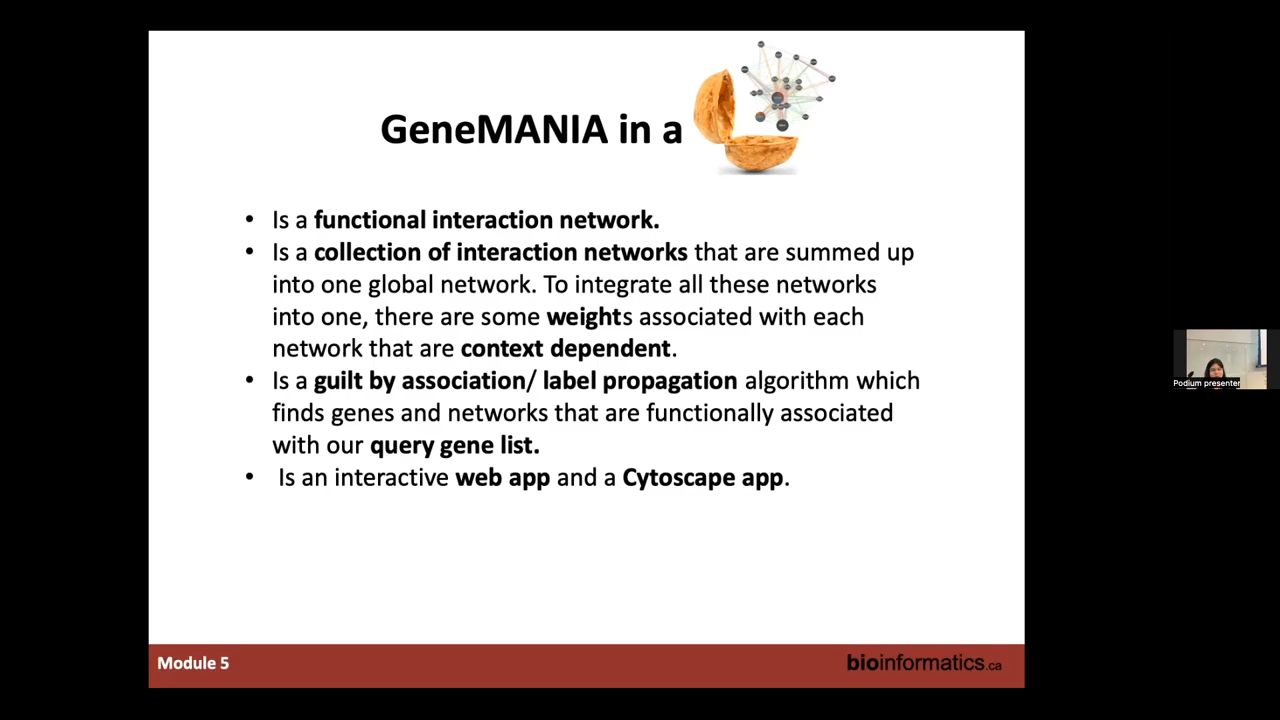 GeneMANIA in a
• Is a functional interaction network.
• Is a collection of interaction networks that are summed up
into one global network. To integrate all these networks
into one, there are some weights associated with each
network that are context dependent.
• Is a guilt by association/ label propagation algorithm which
finds genes and networks that are functionally associated
with our query gene list.
• Is an interactive web app and a Cytoscape app.
Podium presenter
Module 5
bioinformatics.ca